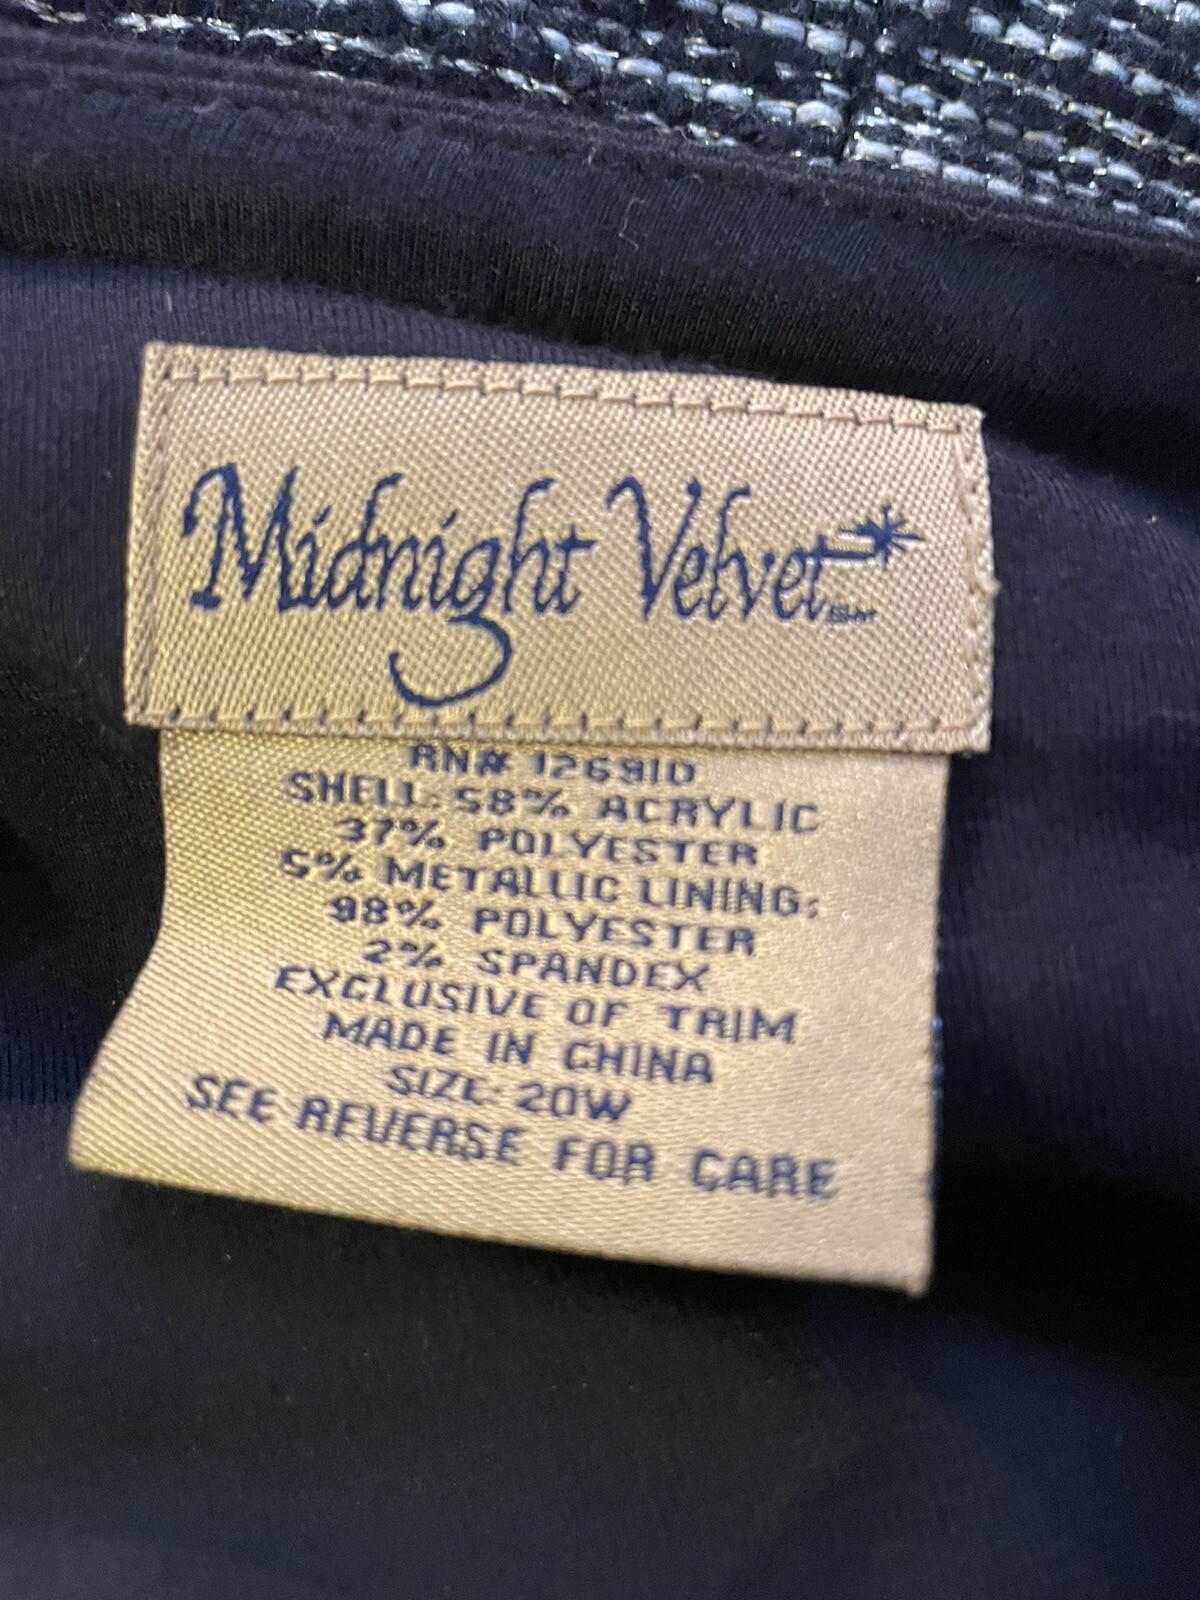 Midnight Velvet
RN# 126910
SHELL: 58% ACRYLIC
37% POLYESTER
5% METALLIC LINING:
98% POLYESTER
2% SPANDEX
EXCLUSIVE OF TRIM
MADE IN CHINA
SIZE: 20W
SEE REVERSE FOR CARE